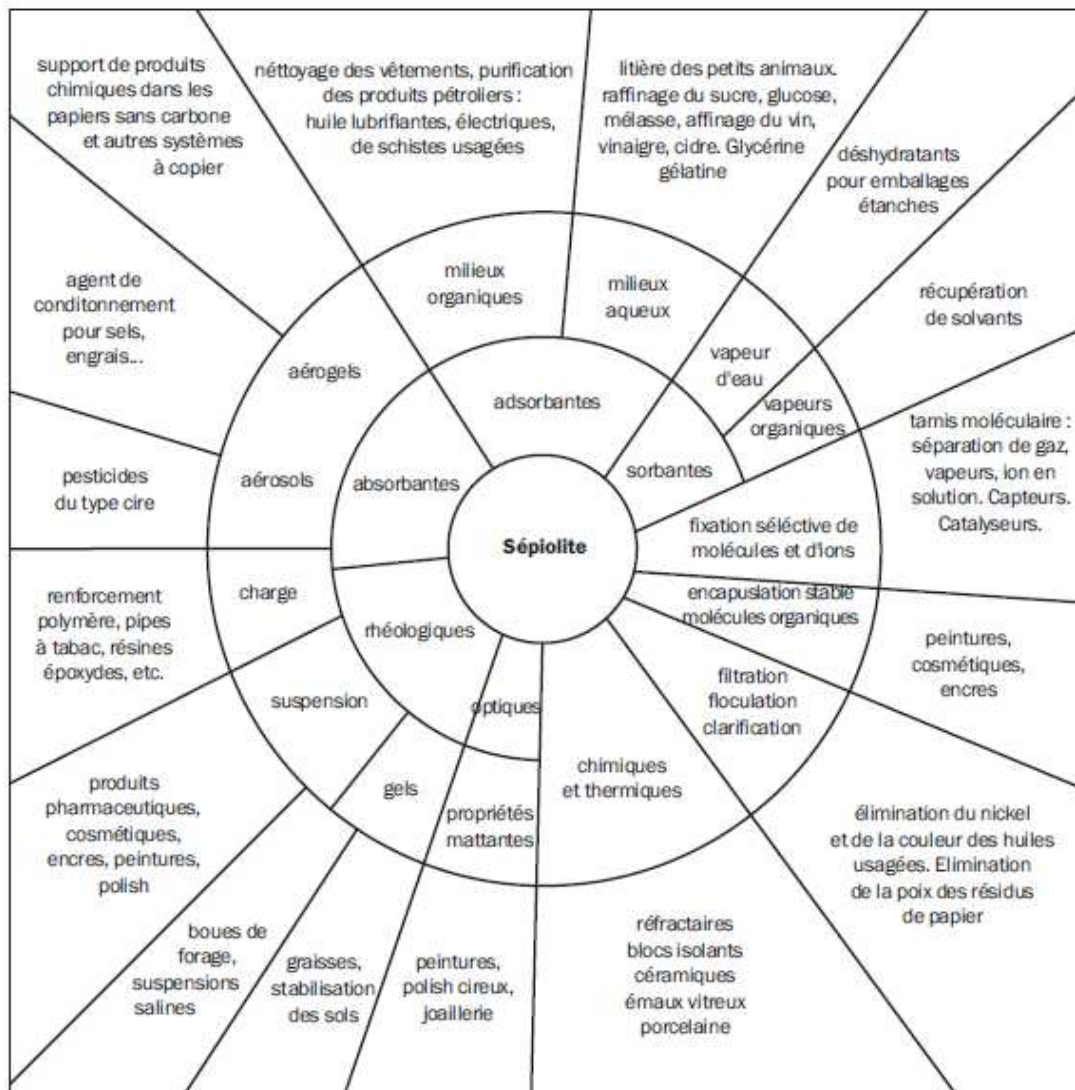 support de produits
chimiques dans les
papiers sans carbone
et autres systèmes
à copier
néttoyage des vêtements, purification
des produits pétroliers :
huile lubrifiantes, électriques,
de schistes usagées
litière des petits animaux.
raffinage du sucre, glucose,
mélasse, affinage du vin,
vinaigre, cidre. Glycérine
gélatine
déshydratants
pour emballages
étanches
récupération
de solvants
tamis moléculaire :
séparation de gaz,
vapeurs, ion en
solution. Capteurs.
Catalyseurs.
peintures,
cosmétiques,
encres
élimination du nickel
et de la couleur des huiles
usagées. Elimination
de la poix des résidus
de papier
réfractaires
blocs isolants
céramiques
émaux vitreux
porcelaine
peintures,
polish cireux,
joaillerie
graisses,
stabilisation
des sols
boues de
forage,
suspensions
salines
produits
pharmaceutiques,
cosmétiques,
encres, peintures,
polish
renforcement
polymère, pipes
à tabac, résines
époxydes, etc.
pesticides
du type cire
agent de
conditonnement
pour sels,
engrais...
milieux
organiques
milieux
aqueux
vapeur
d'eau
vapeurs
organiques
aérogels
aérosols
charge
suspension
gels
propriétés
mattantes
adsorbantes
sorbantes
absorbantes
rhéologiques
optiques
chimiques
et thermiques
filtration
floculation
clarification
encapuslation stable
molécules organiques
fixation séléctive de
molécules et d'ions
Sépiolite